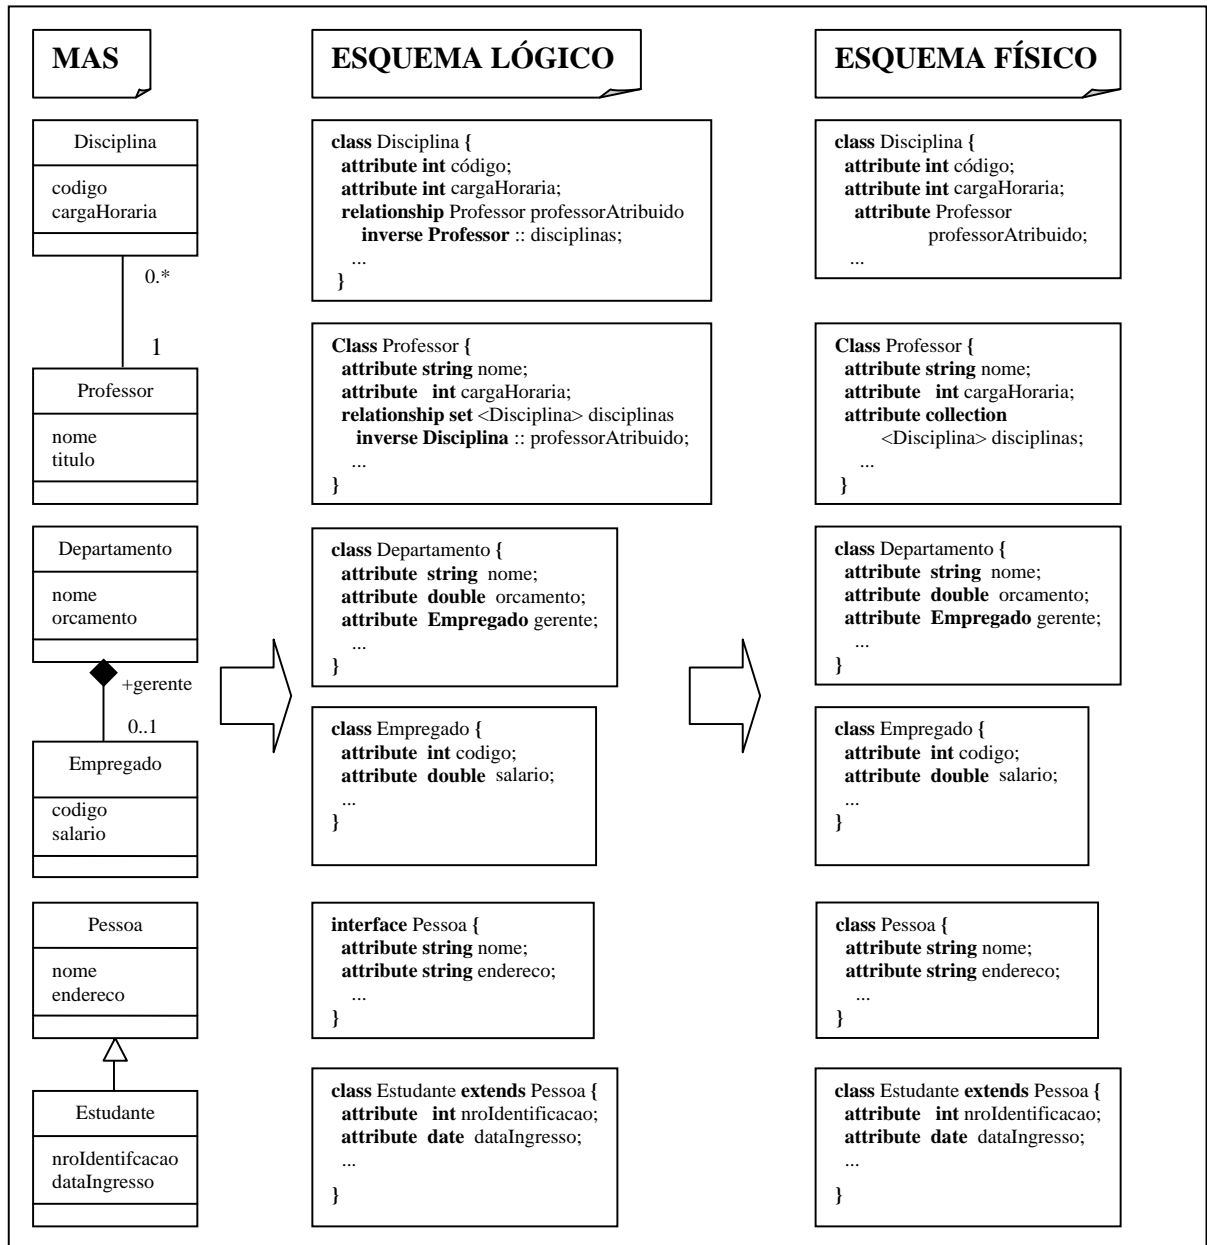 MAS
ESQUEMA LÓGICO
ESQUEMA FÍSICO
Disciplina
codigo
cargaHoraria
0.*
1
Professor
nome
titulo
Departamento
nome
orcamento
+gerente
0..1
Empregado
codigo
salario
Pessoa
nome
endereco
Estudante
nroIdentifcacao
dataIngresso
class Disciplina {
attribute int código;
attribute int cargaHoraria;
relationship Professor professorAtribuido
inverse Professor :: disciplinas;
...
}
Class Professor {
attribute string nome;
attribute int cargaHoraria;
relationship set <Disciplina> disciplinas
inverse Disciplina :: professorAtribuido;
...
}
class Departamento {
attribute string nome;
attribute double orcamento;
attribute Empregado gerente;
...
}
class Empregado {
attribute int codigo;
attribute double salario;
...
}
interface Pessoa {
attribute string nome;
attribute string endereco;
...
}
class Estudante extends Pessoa {
attribute int nroIdentificacao;
attribute date dataIngresso;
...
}
class Disciplina {
attribute int código;
attribute int cargaHoraria;
attribute Professor
professorAtribuido;
...
Class Professor {
attribute string nome;
attribute int cargaHoraria;
attribute collection
<Disciplina> disciplinas;
...
}
class Departamento {
attribute string nome;
attribute double orcamento;
attribute Empregado gerente;
...
}
class Empregado {
attribute int codigo;
attribute double salario;
...
}
class Pessoa {
attribute string nome;
attribute string endereco;
...
}
class Estudante extends Pessoa {
attribute int nroIdentificacao;
attribute date dataIngresso;
...
}